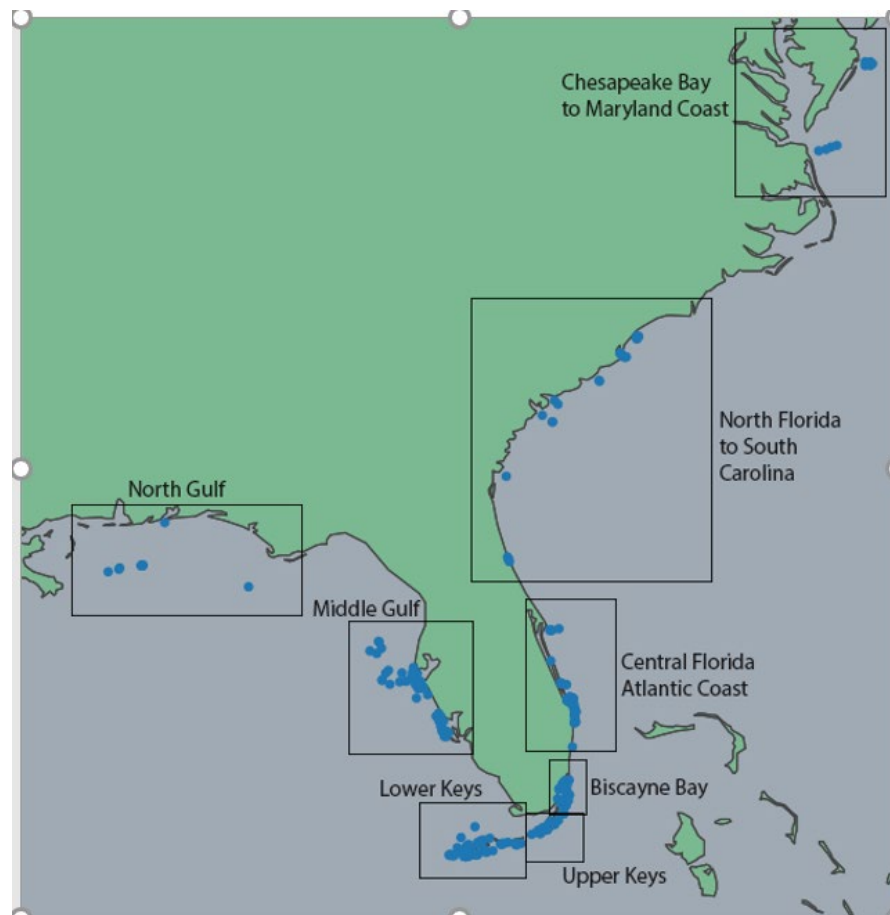 Chesapeake Bay
to Maryland Coast
North Florida
to South
Carolina
North Gulf
Middle Gulf
Central Florida
Atlantic Coast
Lower Keys
Biscayne Bay
Upper Keys